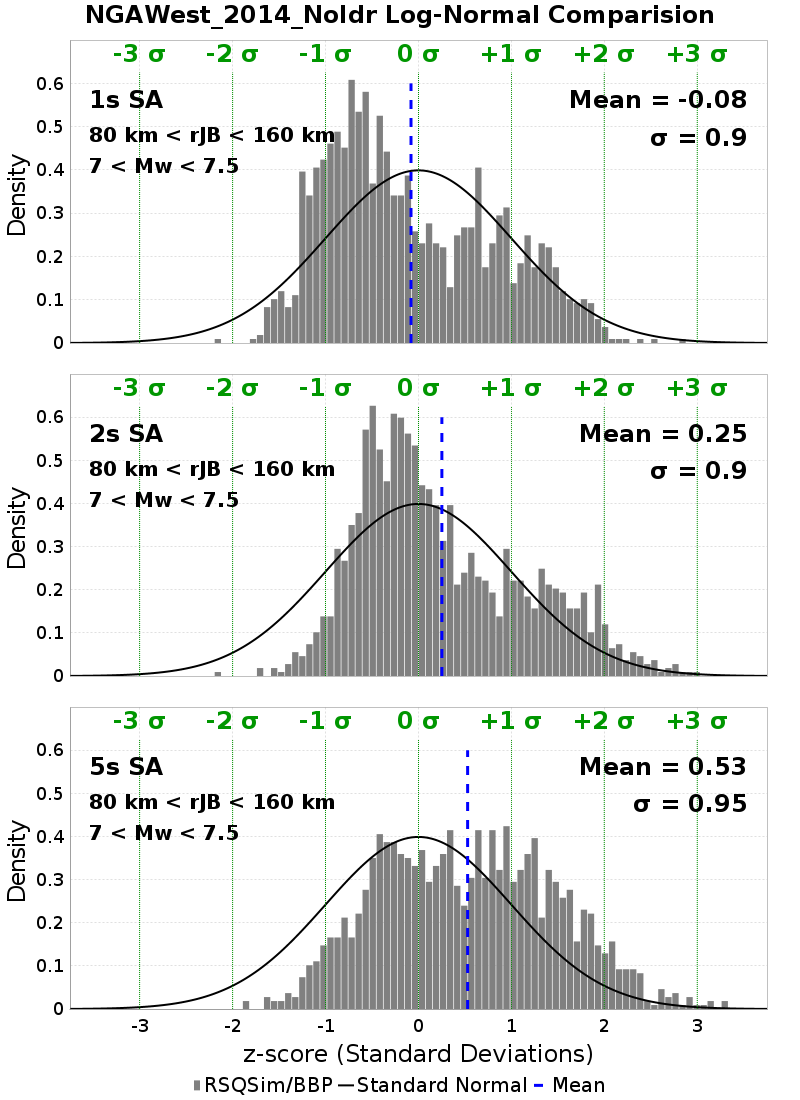 NGAWest_2014_NoIdr Log-Normal Comparision
-3 σ -2 σ -1 σ 0 σ +1 σ +2 σ +3 σ
1s SA
Mean = -0.08
80 km < rJB < 160 km
σ = 0.9
7 < Mw < 7.5
Density
0.6
0.5
0.4
0.3
0.2
0.1
0
-3 σ -2 σ -1 σ 0 σ +1 σ +2 σ +3 σ
2s SA
Mean = 0.25
80 km < rJB < 160 km
σ = 0.9
7 < Mw < 7.5
Density
0.6
0.5
0.4
0.3
0.2
0.1
0
-3 σ -2 σ -1 σ 0 σ +1 σ +2 σ +3 σ
5s SA
Mean = 0.53
80 km < rJB < 160 km
σ = 0.95
7 < Mw < 7.5
Density
0.6
0.5
0.4
0.3
0.2
0.1
0
-3 -2 -1 0 1 2 3
z-score (Standard Deviations)
RSQSim/BBP Standard Normal Mean